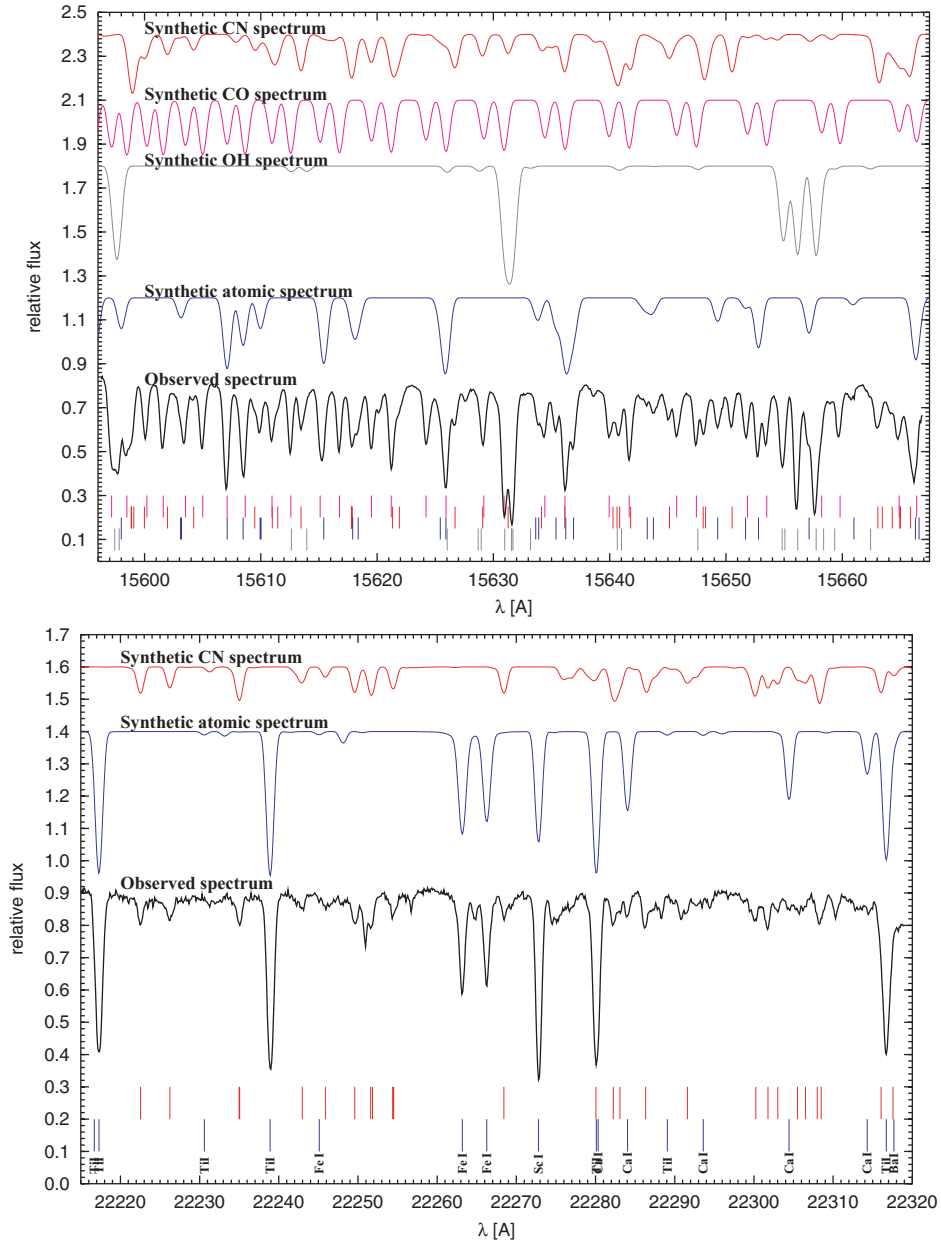 2.5
Synthetic CN spectrum
2.3
2.1
Synthetic CO spectrum
1.9
Synthetic OH spectrum
1.7
1.5
1.3
Synthetic atomic spectrum
1.1
0.9
Observed spectrum
0.7
0.5
0.3
0.1
relative flux
15600 15610 15620 15630 15640 15650 15660
λ [A]
1.7
Synthetic CN spectrum
1.6
1.5
Synthetic atomic spectrum
1.4
1.3
1.2
1.1
1.0
Observed spectrum
0.9
0.8
0.7
0.6
0.5
0.4
0.3
0.2
0.1
0.0
relative flux
Ti I Ti I Ti I Fe I Fe I Fe I Sc I Ti I Ca I Ti I Ca I Ca I Ca I Ti I Ba I
22220 22230 22240 22250 22260 22270 22280 22290 22300 22310 22320
λ [A]